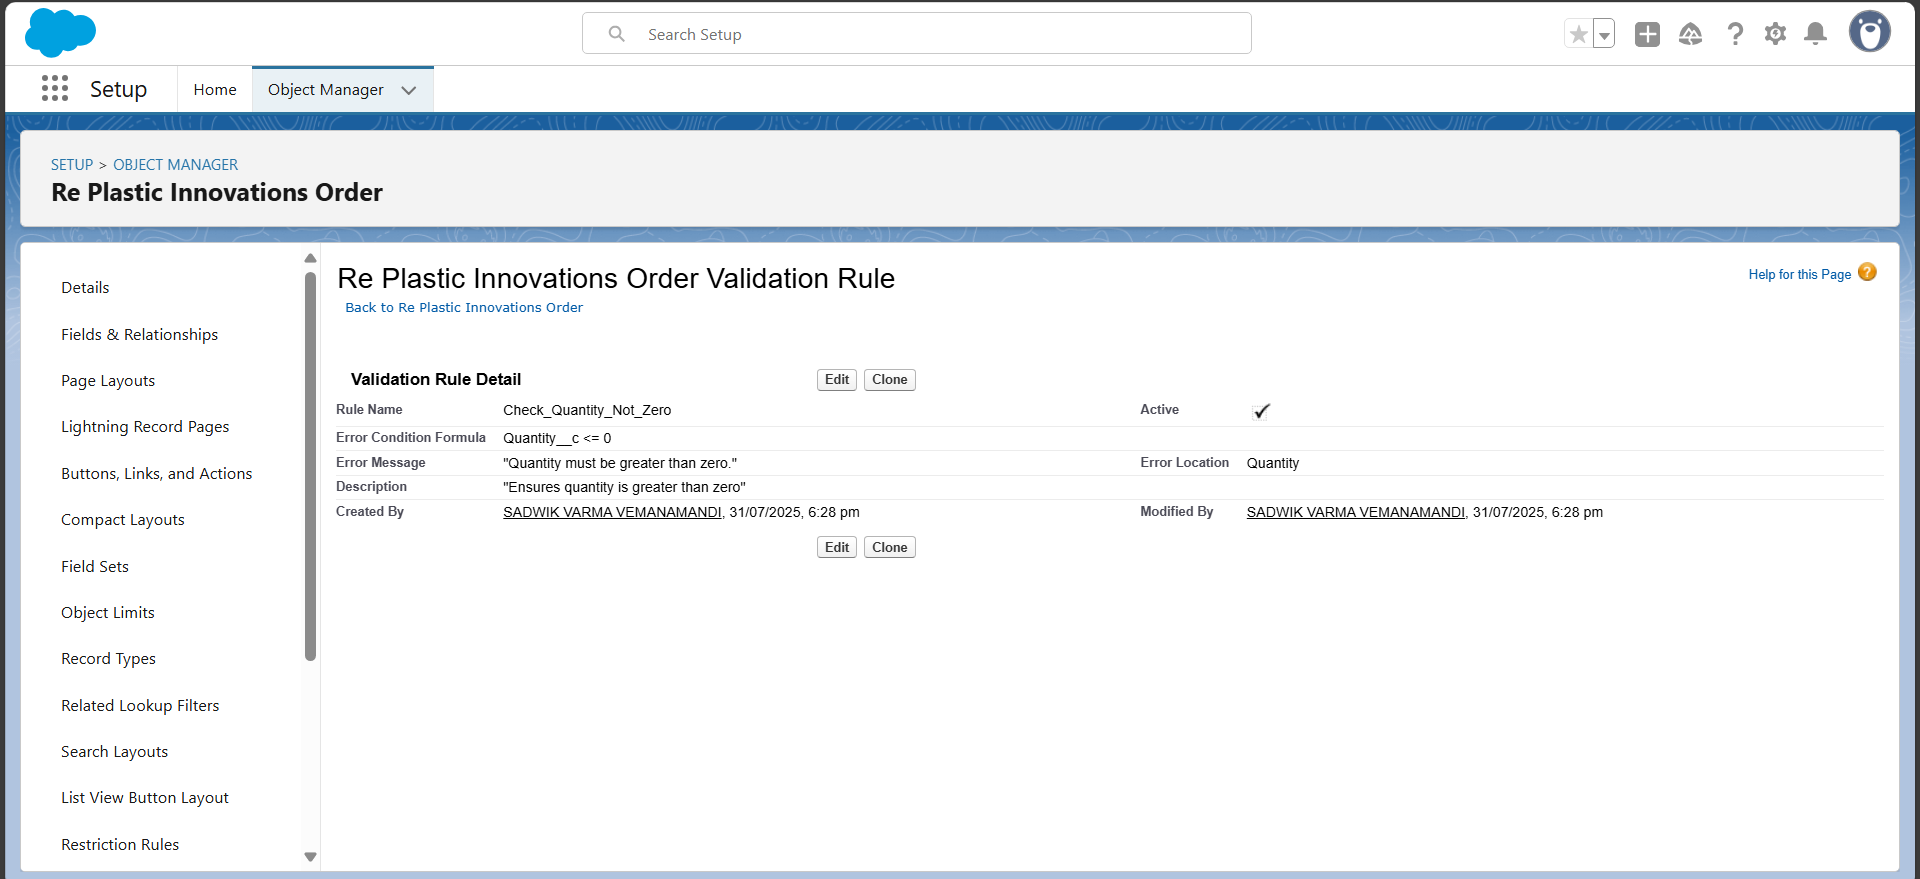 Search Setup
Setup
Home
Object Manager
SETUP > OBJECT MANAGER
Re Plastic Innovations Order
Details
Fields & Relationships
Page Layouts
Lightning Record Pages
Buttons, Links, and Actions
Compact Layouts
Field Sets
Object Limits
Record Types
Related Lookup Filters
Search Layouts
List View Button Layout
Restriction Rules
Re Plastic Innovations Order Validation Rule
Help for this Page ?
Back to Re Plastic Innovations Order
Validation Rule Detail Edit Clone
Rule Name Check_Quantity_Not_Zero Active
Error Condition Formula Quantity__c <= 0
Error Message "Quantity must be greater than zero." Error Location Quantity
Description "Ensures quantity is greater than zero"
Created By SADWIK VARMA VEMANAMANDI, 31/07/2025, 6:28 pm Modified By SADWIK VARMA VEMANAMANDI, 31/07/2025, 6:28 pm
Edit Clone